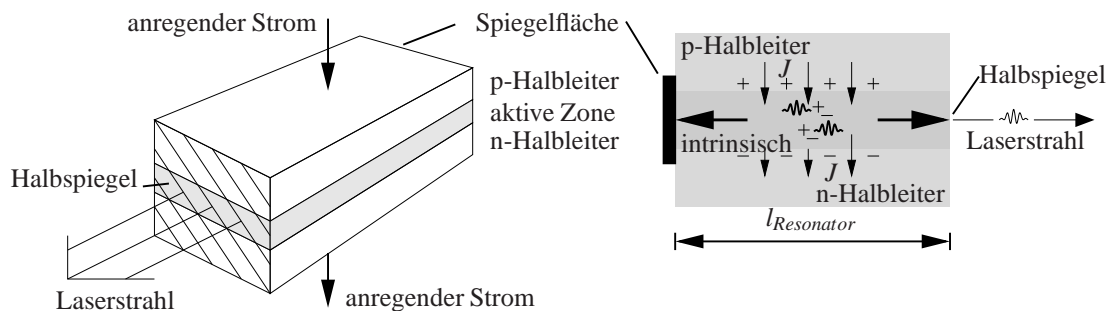 anregender Strom
Spiegelfläche
p-Halbleiter
aktive Zone
n-Halbleiter
Halbspiegel
Laserstrahl
anregender Strom
p-Halbleiter
J
+ + + +
+
−
+
−
intrinsisch
− − − −
J
n-Halbleiter
Halbspiegel
Laserstrahl
lResonator